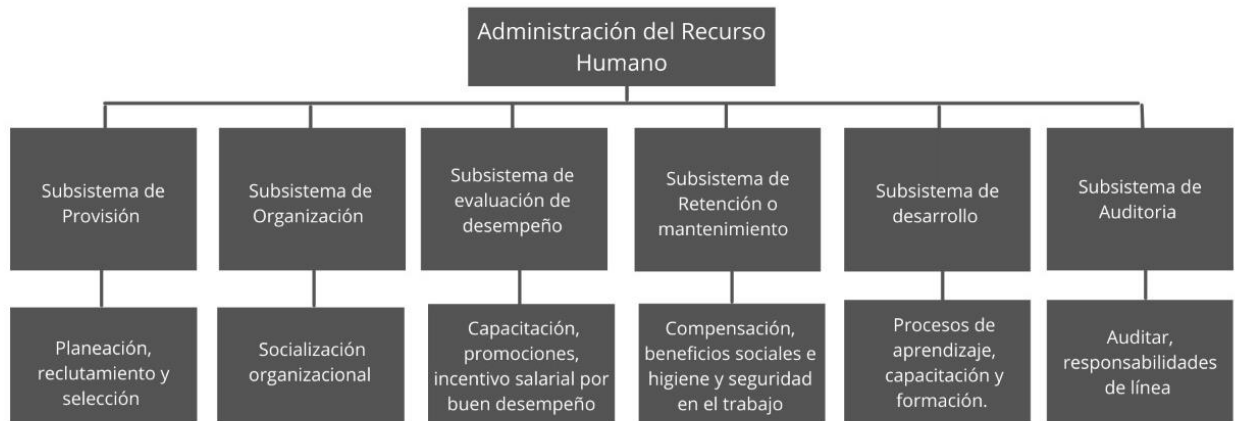 Administración del Recurso
Humano
Subsistema de
Provisión
Subsistema de
Organización
Subsistema de
evaluación de
desempeño
Subsistema de
Retención o
mantenimiento
Subsistema de
desarrollo
Subsistema de
Auditoria
Planeación,
reclutamiento y
selección
Socialización
organizacional
Capacitación,
promociones,
incentivo salarial por
buen desempeño
Compensación,
beneficios sociales e
higiene y seguridad
en el trabajo
Procesos de
aprendizaje,
capacitación y
formación.
Auditar,
responsabilidades
de línea